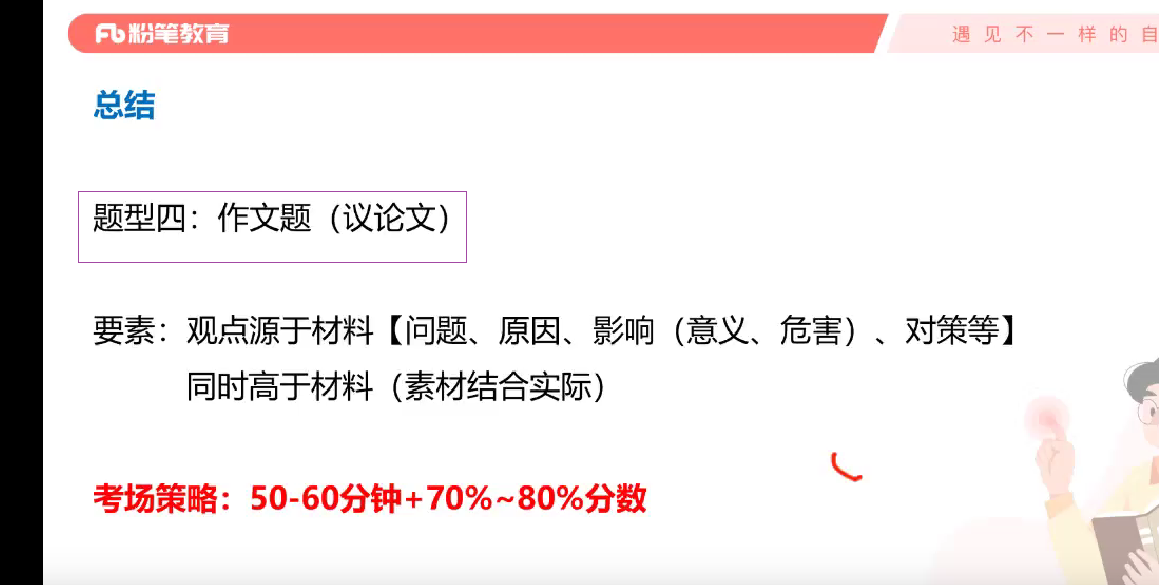 粉笔教育
遇见不一样的自
总结
题型四：作文题（议论文）
要素：观点源于材料【问题、原因、影响（意义、危害）、对策等】
同时高于材料（素材结合实际）
考场策略：50-60分钟+70%~80%分数